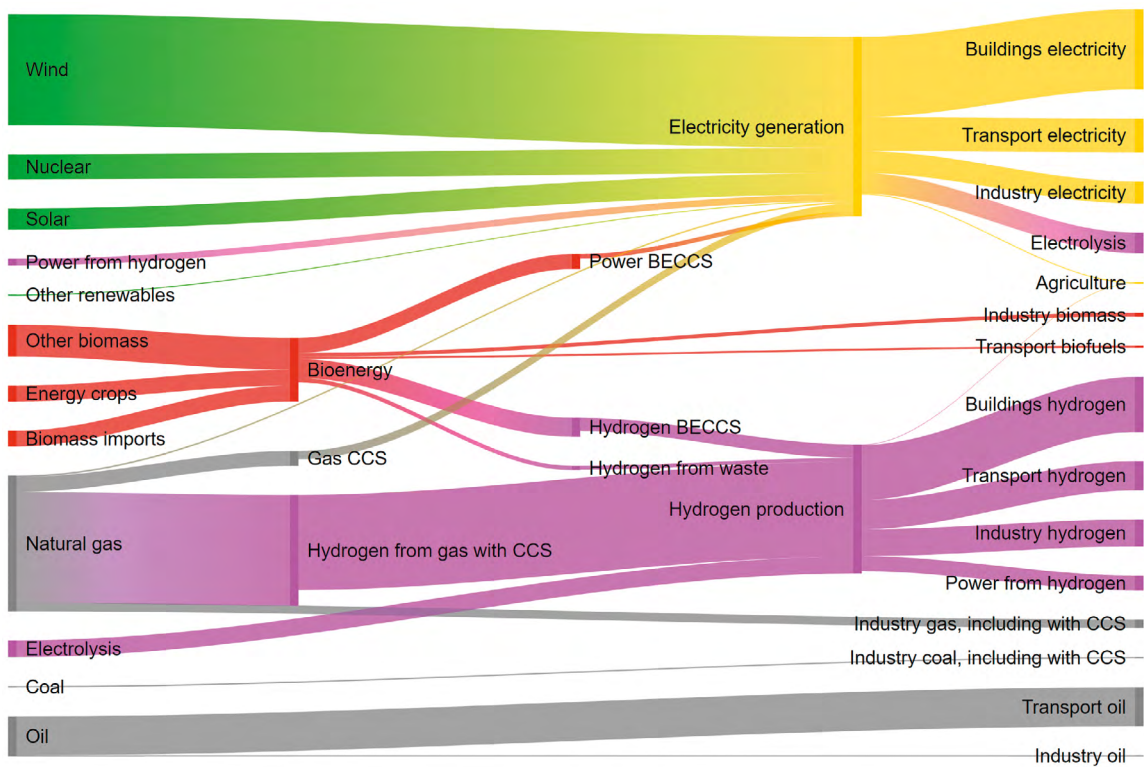 Wind
Nuclear
Solar
Power from hydrogen
Other renewables
Other biomass
Energy crops
Biomass imports
Natural gas
Electrolysis
Coal
Oil
Bioenergy
Gas CCS
Hydrogen from gas with CCS
Power BECCS
Hydrogen BECCS
Hydrogen from waste
Electricity generation
Hydrogen production
Buildings electricity
Transport electricity
Industry electricity
Electrolysis
Agriculture
Industry biomass
Transport biofuels
Buildings hydrogen
Transport hydrogen
Industry hydrogen
Power from hydrogen
Industry gas, including with CCS
Industry coal, including with CCS
Transport oil
Industry oil